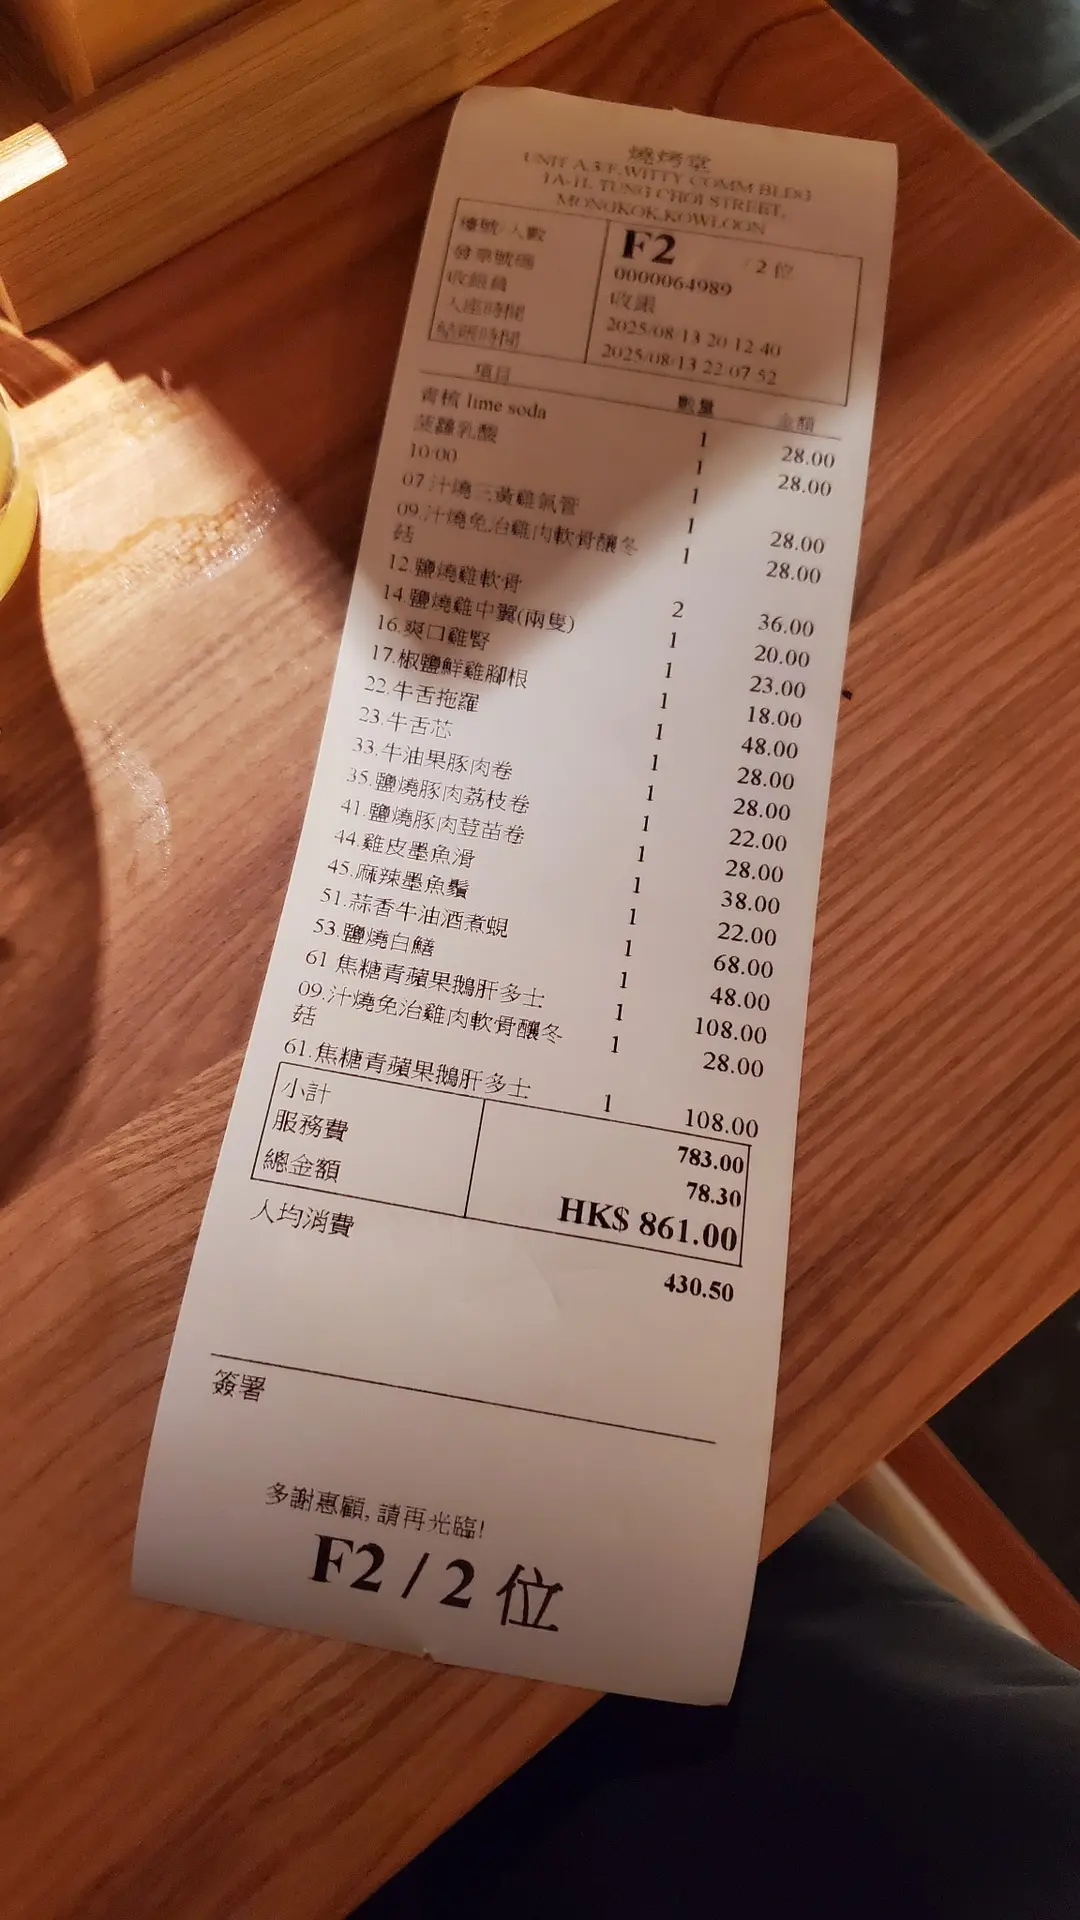 燒烤堂
UNIT A,3/F,WITTY COMM BLDG
1A-1L TUNG CHOI STREET,
MONGKOK,KOWLOON
檯號/人數 F2 / 2 位
發票號碼 0000064989
收銀員 收銀
入座時間 2025/08/13 20:12:40
結賬時間 2025/08/13 22:07:52
項目 數量 金額
青梳 lime soda 1 28.00
菠蘿乳酸 1 28.00
10:00 1
07.汁燒三黃雞氣管 1 28.00
09.汁燒免治雞肉軟骨釀冬 1 28.00
菇
12.鹽燒雞軟骨 2 36.00
14.鹽燒雞中翼(兩隻) 1 20.00
16.爽口雞腎 1 23.00
17.椒鹽鮮雞腳根 1 18.00
22.牛舌拖羅 1 48.00
23.牛舌芯 1 28.00
33.牛油果豚肉卷 1 28.00
35.鹽燒豚肉荔枝卷 1 22.00
41.鹽燒豚肉荳苗卷 1 28.00
44.雞皮墨魚滑 1 38.00
45.麻辣墨魚鬚 1 22.00
51.蒜香牛油酒煮蜆 1 68.00
53.鹽燒白鱔 1 48.00
61.焦糖青蘋果鵝肝多士 1 108.00
09.汁燒免治雞肉軟骨釀冬 1 28.00
菇
61.焦糖青蘋果鵝肝多士 1 108.00
小計 783.00
服務費 78.30
總金額 HK$ 861.00
人均消費 430.50
簽署
多謝惠顧, 請再光臨!
F2 / 2 位